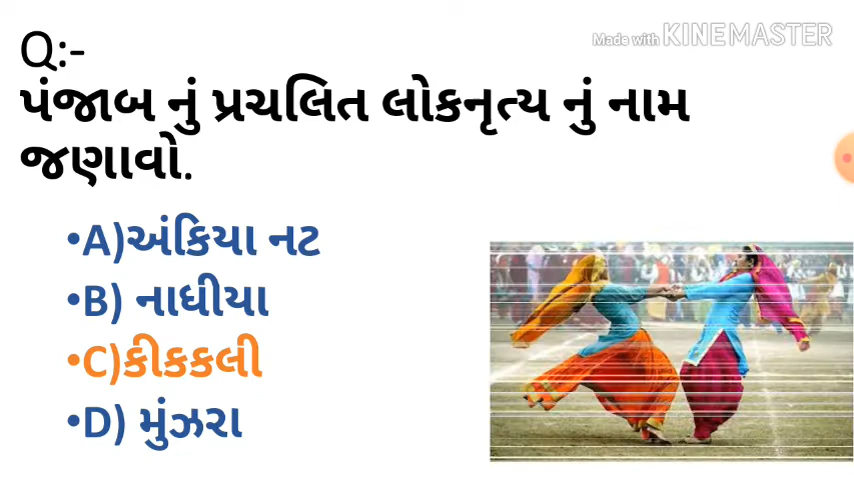 Made with KINEMASTER
Q:-
પંજાબ નું પ્રચલિત લોકનૃત્ય નું નામ
જણાવો.
•A)અંકિયા નટ
•B) નાધીયા
•C)કીકકલી
•D) મુંઝરા